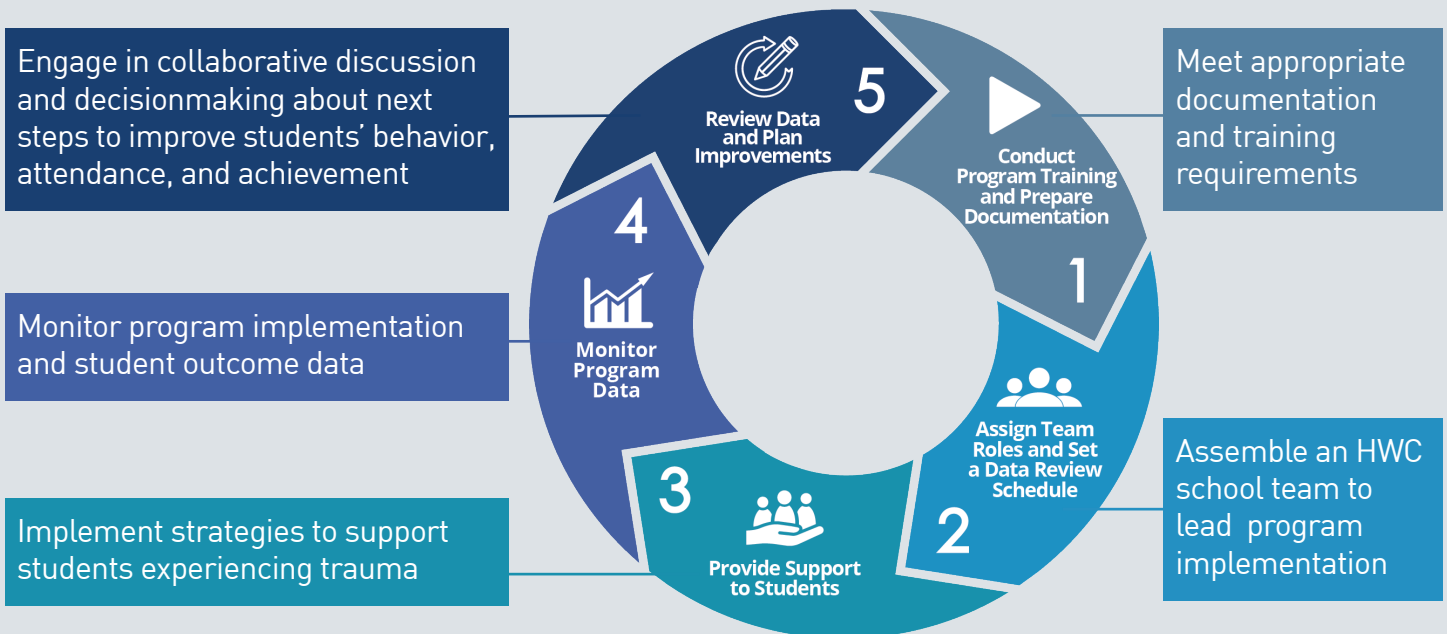 Engage in collaborative discussion
and decisionmaking about next
steps to improve students’ behavior,
attendance, and achievement
Monitor program implementation
and student outcome data
Implement strategies to support
students experiencing trauma
5
Review Data
and Plan
Improvements
Conduct
Program Training
and Prepare
Documentation
1
4
Monitor
Program
Data
Assign Team
Roles and Set
a Data Review
Schedule
2
3
Provide Support
to Students
Meet appropriate
documentation
and training
requirements
Assemble an HWC
school team to
lead program
implementation